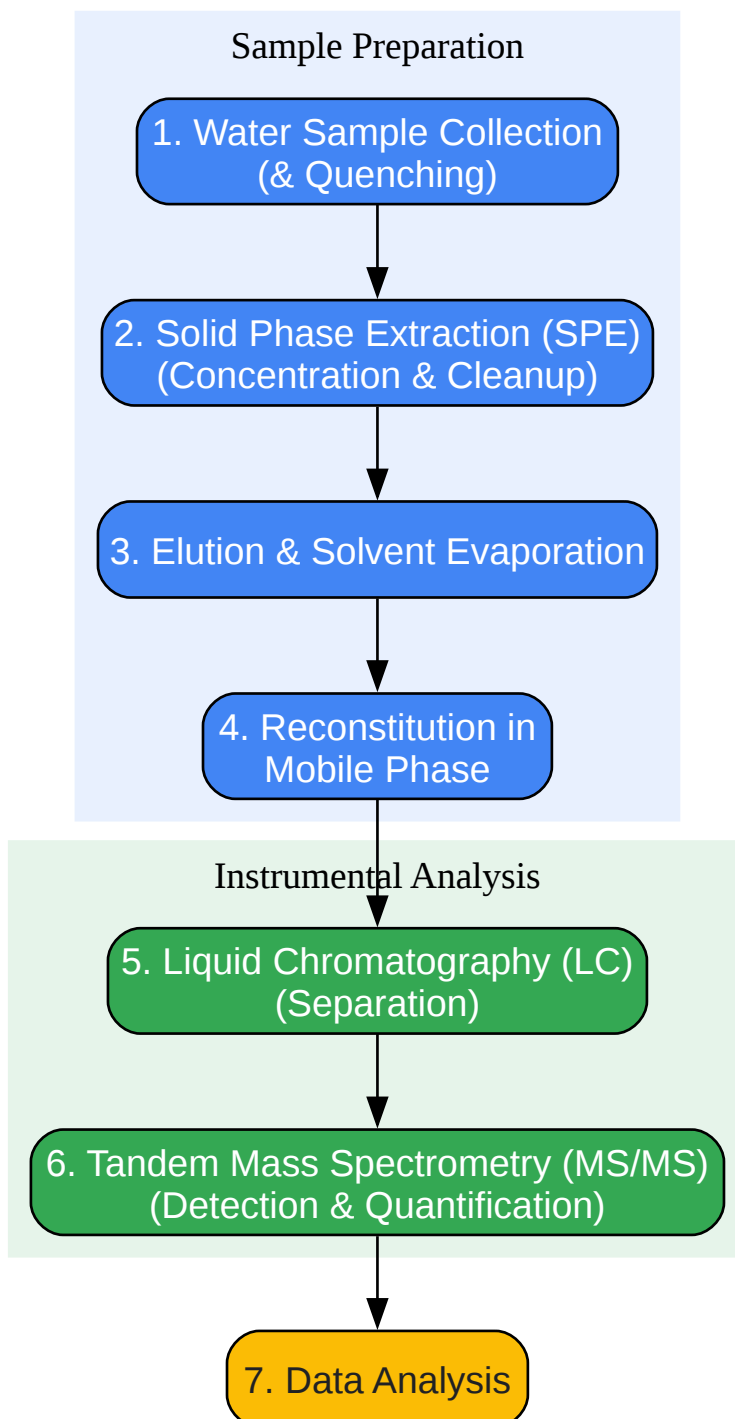 Sample Preparation
1. Water Sample Collection
(& Quenching)
2. Solid Phase Extraction (SPE)
(Concentration & Cleanup)
3. Elution & Solvent Evaporation
4. Reconstitution in
Mobile Phase
Instrumental Analysis
5. Liquid Chromatography (LC)
(Separation)
6. Tandem Mass Spectrometry (MS/MS)
(Detection & Quantification)
7. Data Analysis